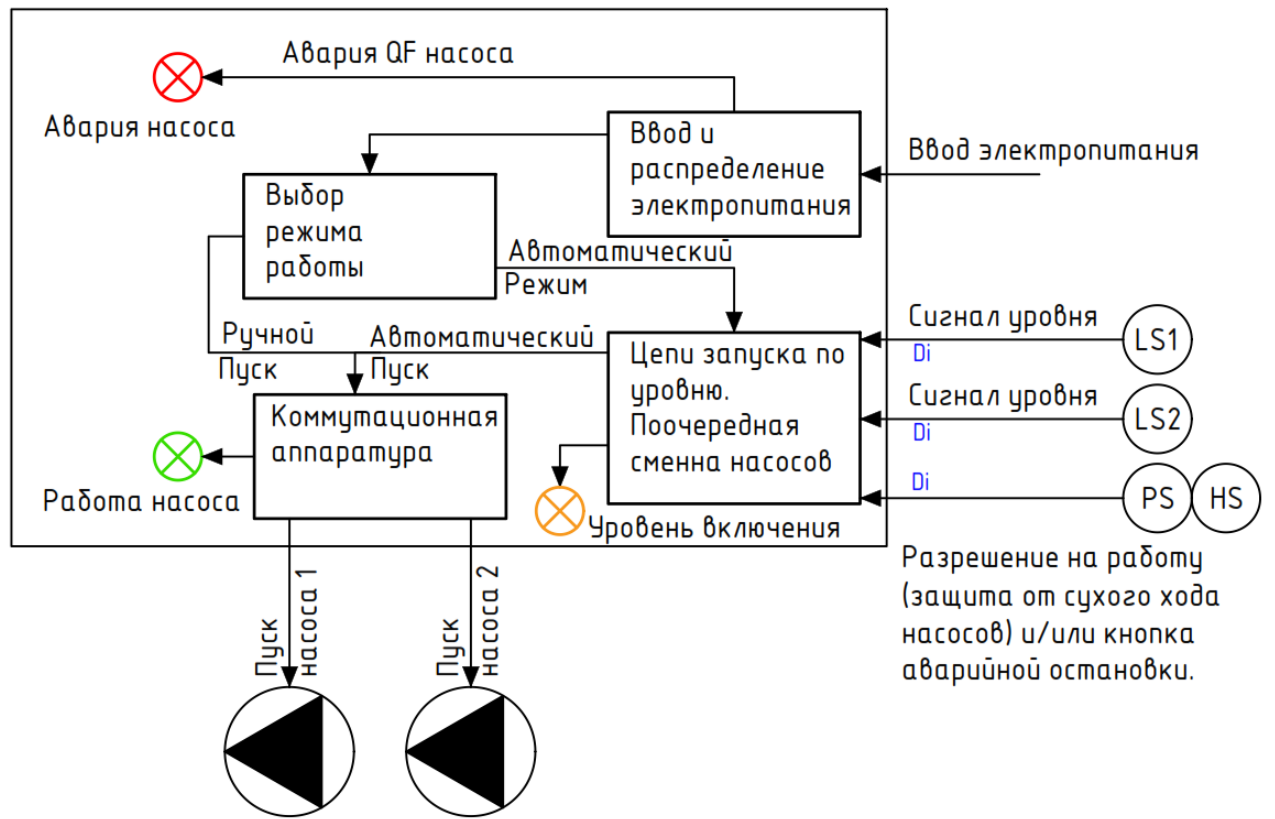 Авария QF насоса
Авария насоса
Ввод и
распределение
электропитания
Ввод электропитания
Выбор
режима
работы
Автоматический
Режим
Ручной
Пуск
Автоматический
Пуск
Цепи запуска по
уровню.
Поочередная
сменна насосов
Сигнал уровня
Di
LS1
Сигнал уровня
Di
LS2
Di
PS
HS
Коммутационная
аппаратура
Работа насоса
Уровень включения
Разрешение на работу
(защита от сухого хода
насосов) и/или кнопка
аварийной остановки.
Пуск
насоса 1
Пуск
насоса 2